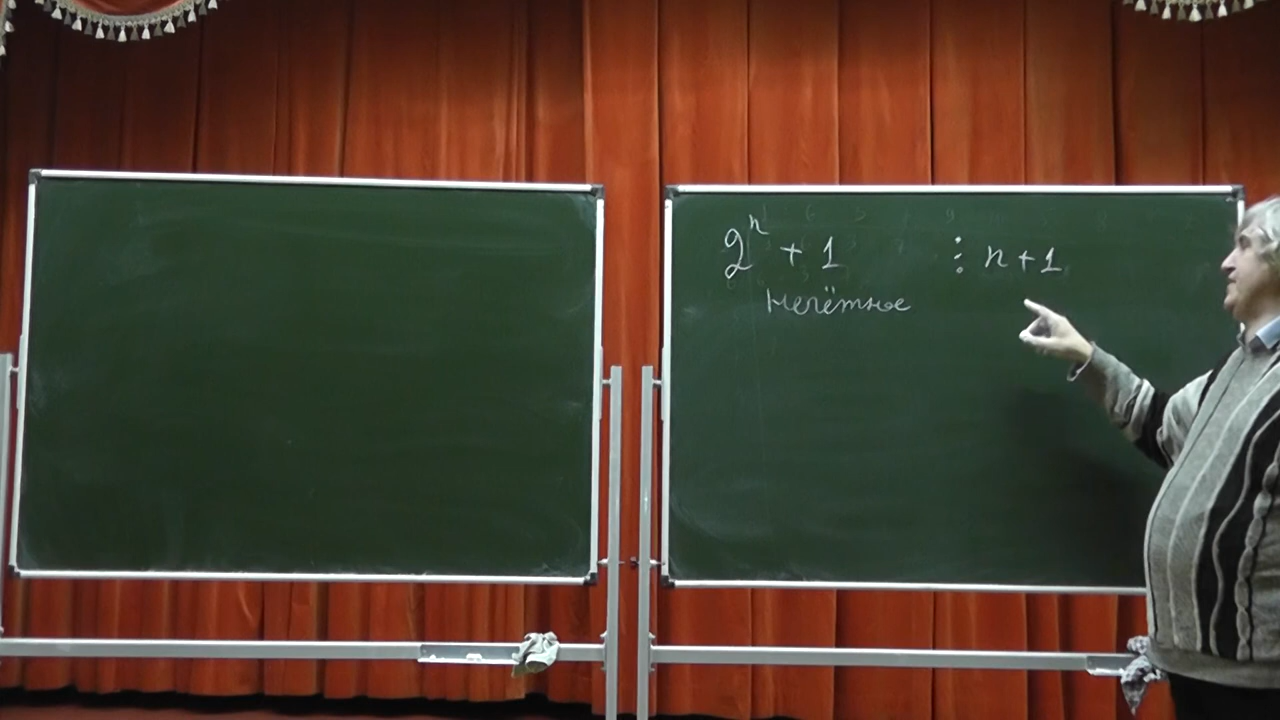 2ⁿ + 1 ⋮ n + 1
нечётное